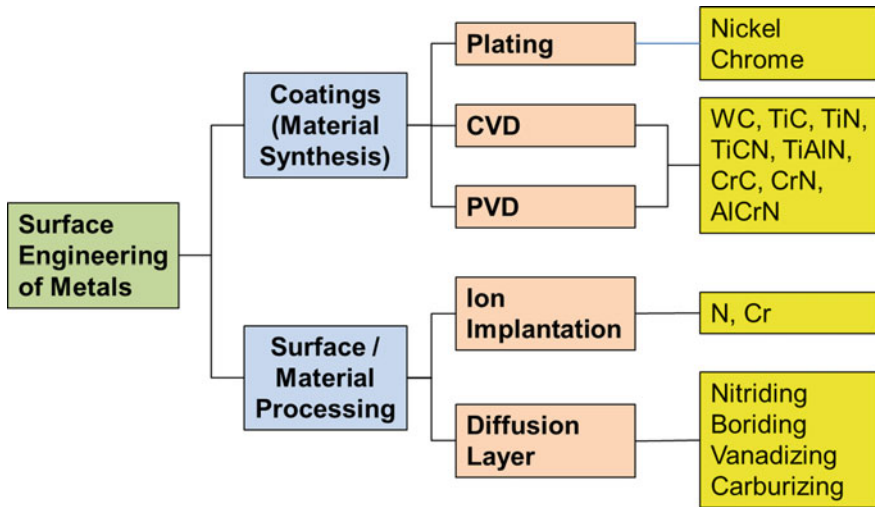 Surface
Engineering
of Metals
Coatings
(Material
Synthesis)
Plating
Nickel
Chrome
CVD
PVD
WC, TiC, TiN,
TiCN, TiAlN,
CrC, CrN,
AlCrN
Surface /
Material
Processing
Ion
Implantation
N, Cr
Diffusion
Layer
Nitriding
Boriding
Vanadizing
Carburizing